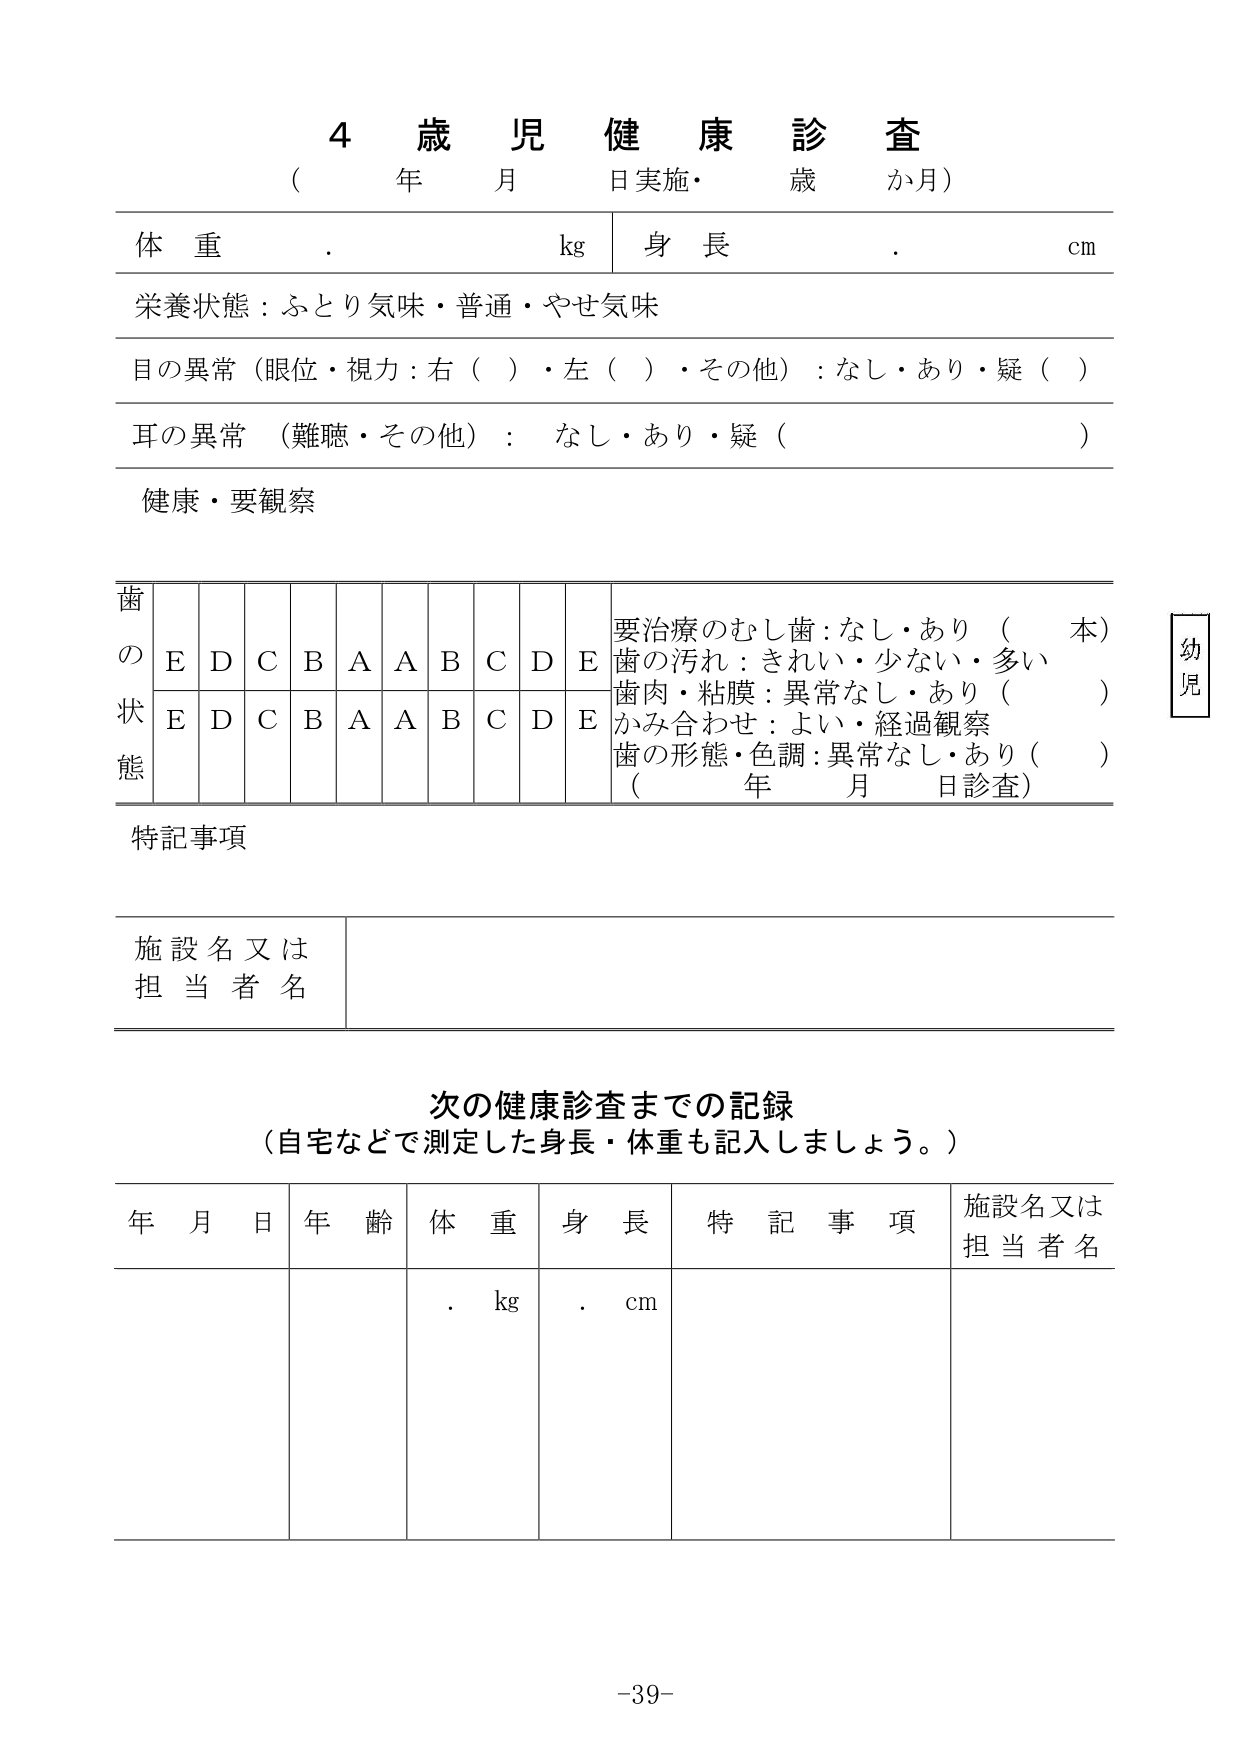 ４歳児健康診査
（　　年　　月　　日実施・　　歳　　か月）
体重　．　kg　身長　．　cm
栄養状態：ふとり気味・普通・やせ気味
目の異常（眼位・視力：右（　）・左（　）・その他）：なし・あり・疑（　）
耳の異常　（難聴・その他）：　なし・あり・疑（　　　　）
健康・要観察
歯の状態
E D C B A A B C D E
E D C B A A B C D E
要治療のむし歯：なし・あり（　　本）
歯の汚れ：きれい・少ない・多い
歯肉・粘膜：異常なし・あり（　　）
かみ合わせ：よい・経過観察
歯の形態・色調：異常なし・あり（　　）
（　　年　　月　　日診査）
幼児
特記事項
施設名又は
担当者名
次の健康診査までの記録
（自宅などで測定した身長・体重も記入しましょう。）
年月日　年齢　体重　身長　特記事項　施設名又は
担当者名
．　kg　．　cm
−39−